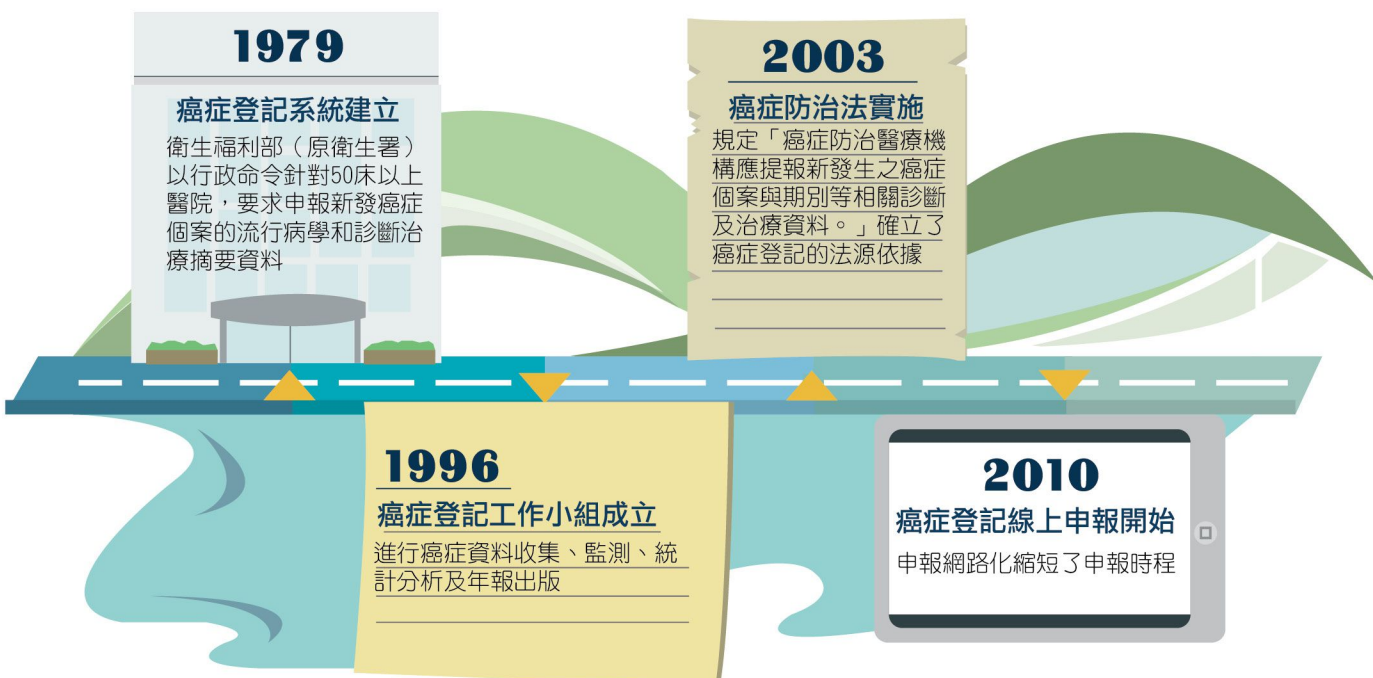 1979
癌症登記系統建立
衛生福利部（原衛生署）
以行政命令針對50床以上
醫院，要求申報新發癌症
個案的流行病學和診斷治
療摘要資料
1996
癌症登記工作小組成立
進行癌症資料收集、監測、統
計分析及年報出版
2003
癌症防治法實施
規定「癌症防治醫療機
構應提報新發生之癌症
個案與期別等相關診斷
及治療資料。」確立了
癌症登記的法源依據
2010
癌症登記線上申報開始
申報網路化縮短了申報時程